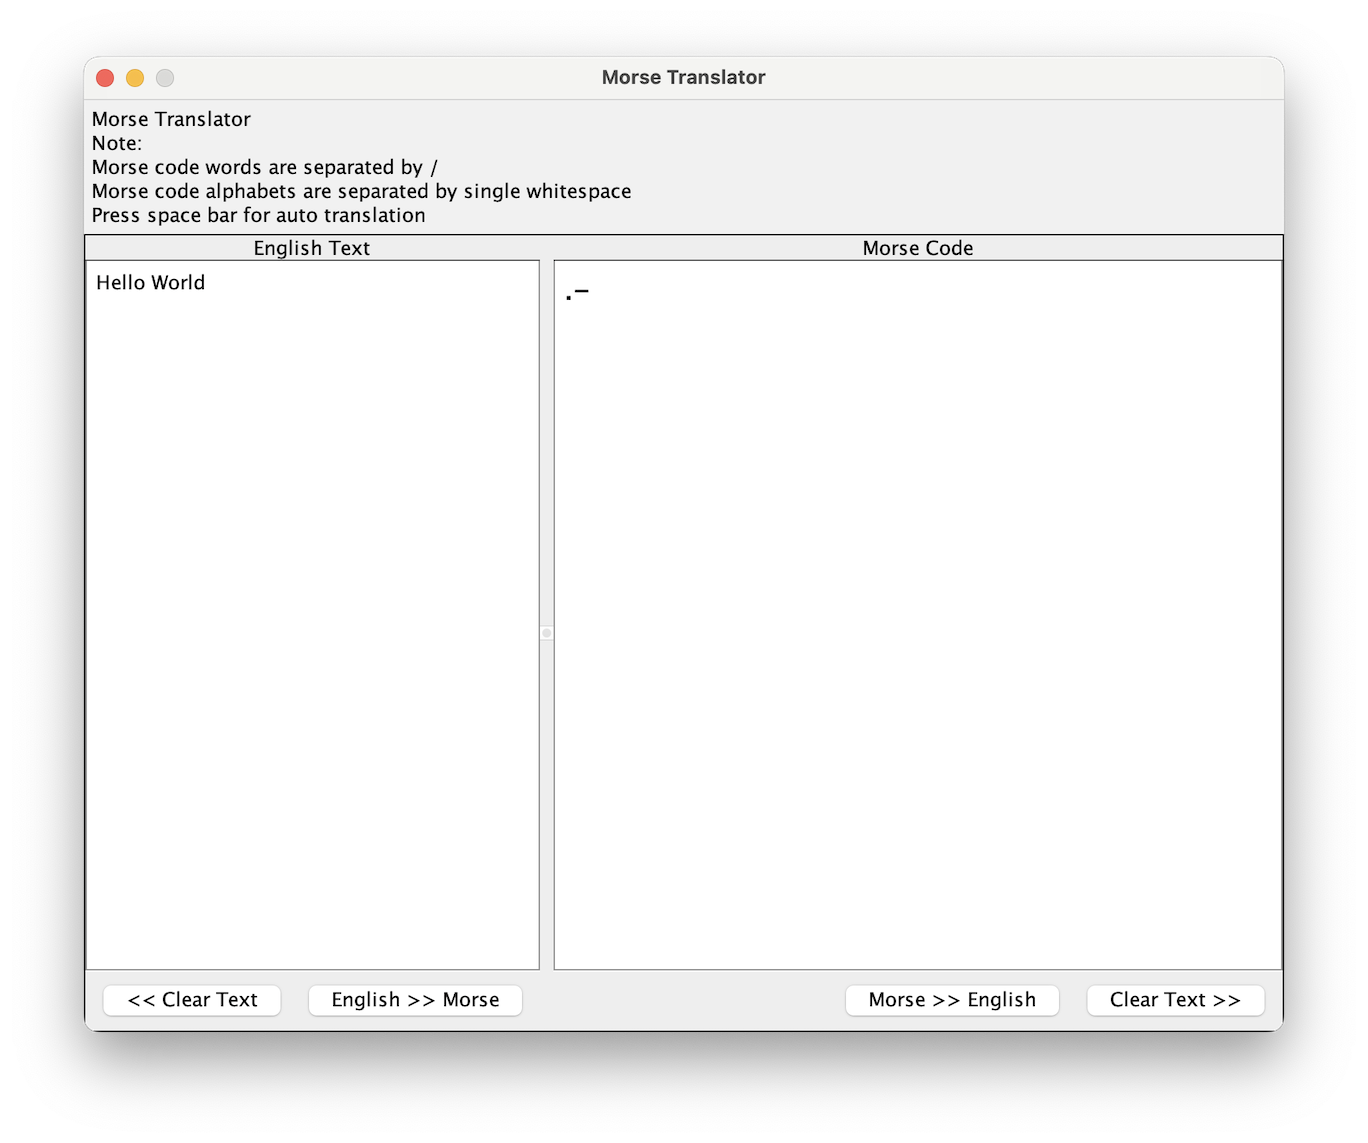 Morse Translator
Morse Translator
Note:
Morse code words are separated by /
Morse code alphabets are separated by single whitespace
Press space bar for auto translation
English Text
Morse Code
Hello World
.–
<< Clear Text
English >> Morse
Morse >> English
Clear Text >>